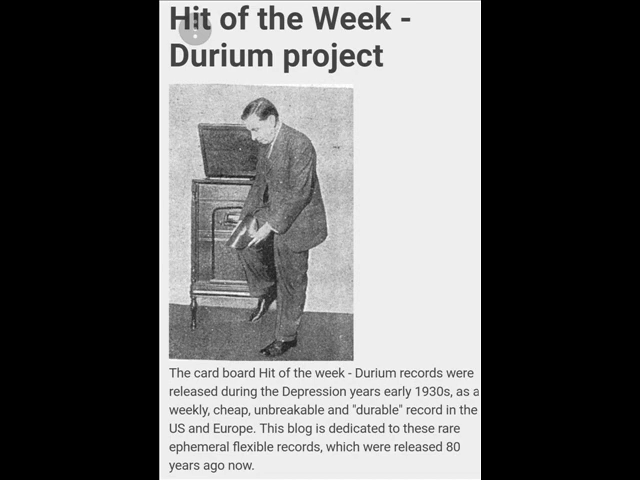 Hit of the Week -
Durium project
The card board Hit of the week - Durium records were
released during the Depression years early 1930s, as a
weekly, cheap, unbreakable and "durable" record in the
US and Europe. This blog is dedicated to these rare
ephemeral flexible records, which were released 80
years ago now.